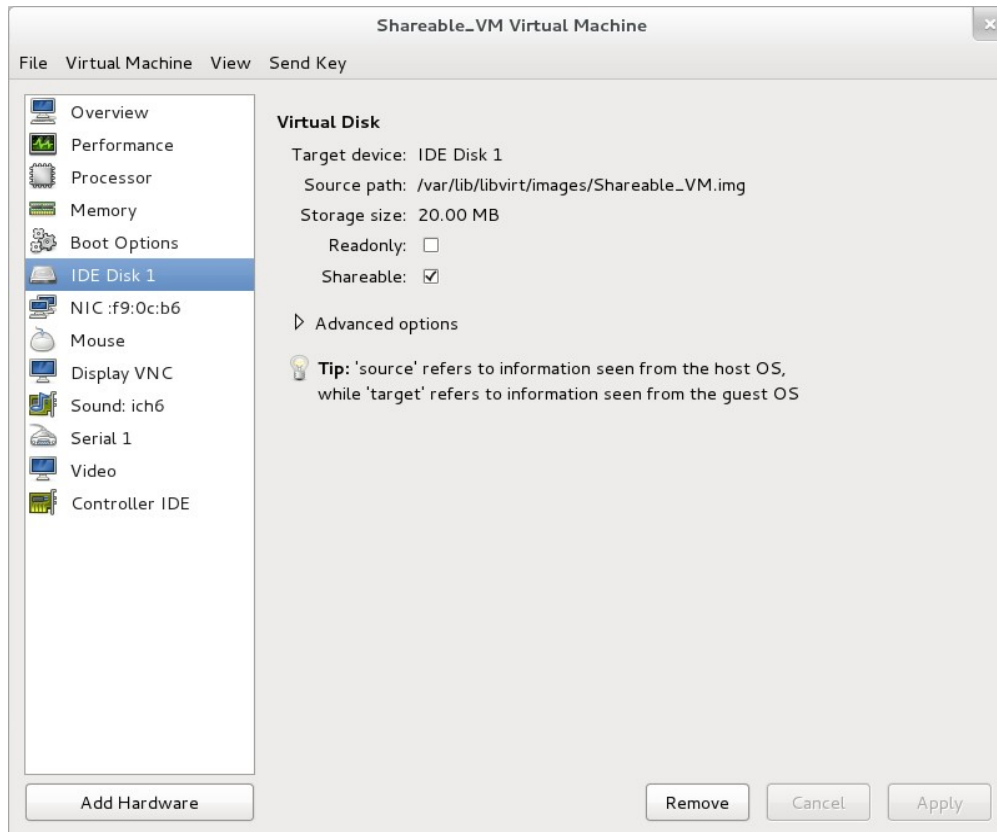 Shareable_VM Virtual Machine
File Virtual Machine View Send Key
Overview
Performance
Processor
Memory
Boot Options
IDE Disk 1
NIC :f9:0c:b6
Mouse
Display VNC
Sound: ich6
Serial 1
Video
Controller IDE
Add Hardware
Virtual Disk
Target device: IDE Disk 1
Source path: /var/lib/libvirt/images/Shareable_VM.img
Storage size: 20.00 MB
Readonly:
Shareable:
Advanced options
Tip: 'source' refers to information seen from the host OS,
while 'target' refers to information seen from the guest OS
Remove Cancel Apply